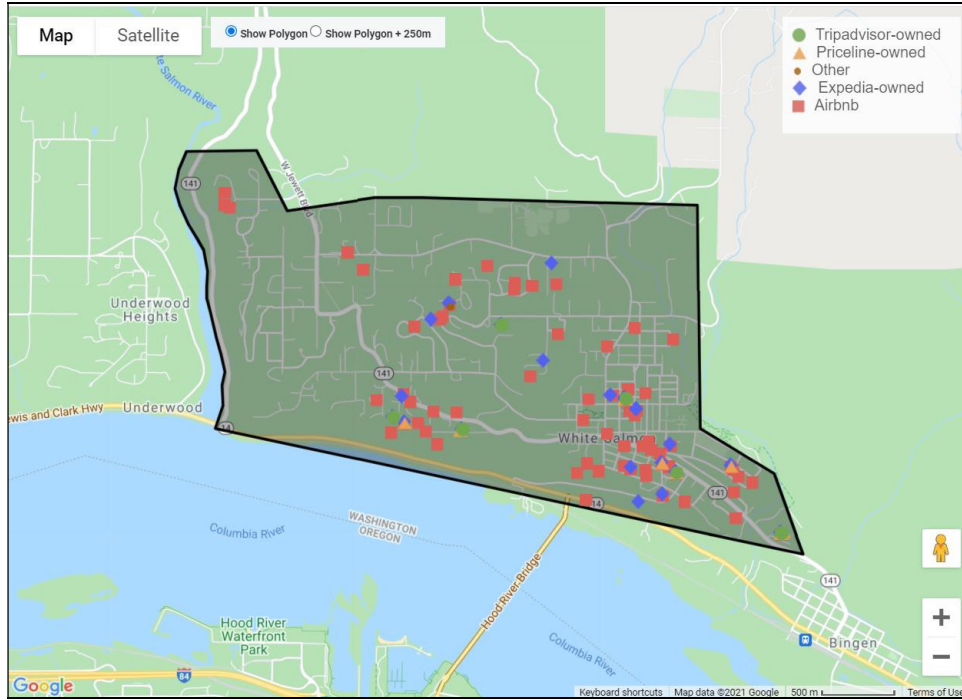 Map
Satellite
Show Polygon
Show Polygon + 250m
Tripadvisor-owned
Priceline-owned
Other
Expedia-owned
Airbnb
Salmon River
141
W Jewett Blvd
Underwood
Heights
141
ewis and Clark Hwy
Underwood
14
White Salmo
141
14
WASHINGTON
OREGON
Columbia River
Hood River Bridge
141
Hood River
Waterfront
Park
Columbia River
Bingen
84
Google
Keyboard shortcuts
Map data ©2021 Google
500 m
Terms of Use